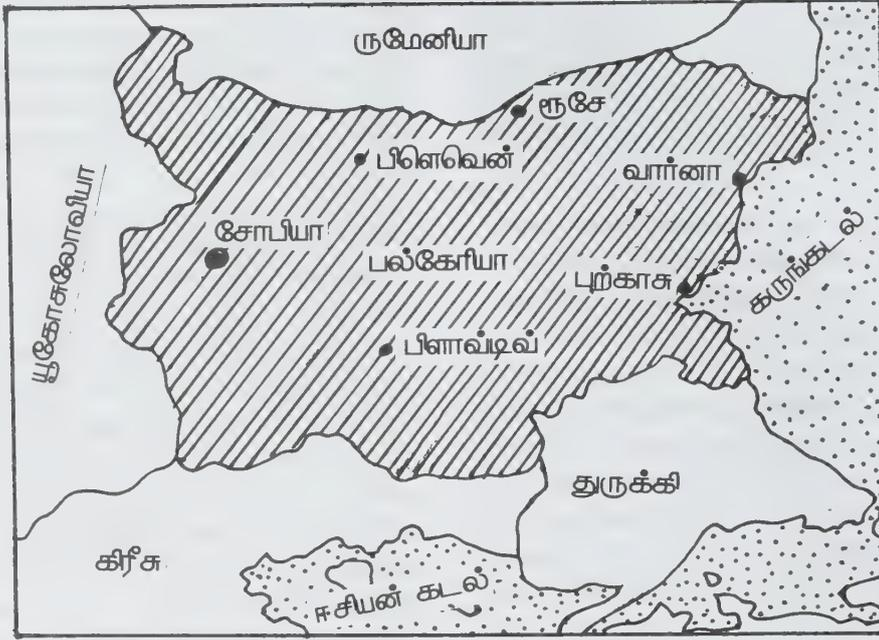 ருமேனியா
ரூசே
பிளெவென்
வார்னா
யூகோசுலோவியா
சோபியா
பல்கேரியா
புற்காசு
கருங்கடல்
பிளாவ்டிவ்
துருக்கி
கிரீசு
ஈசியன் கடல்